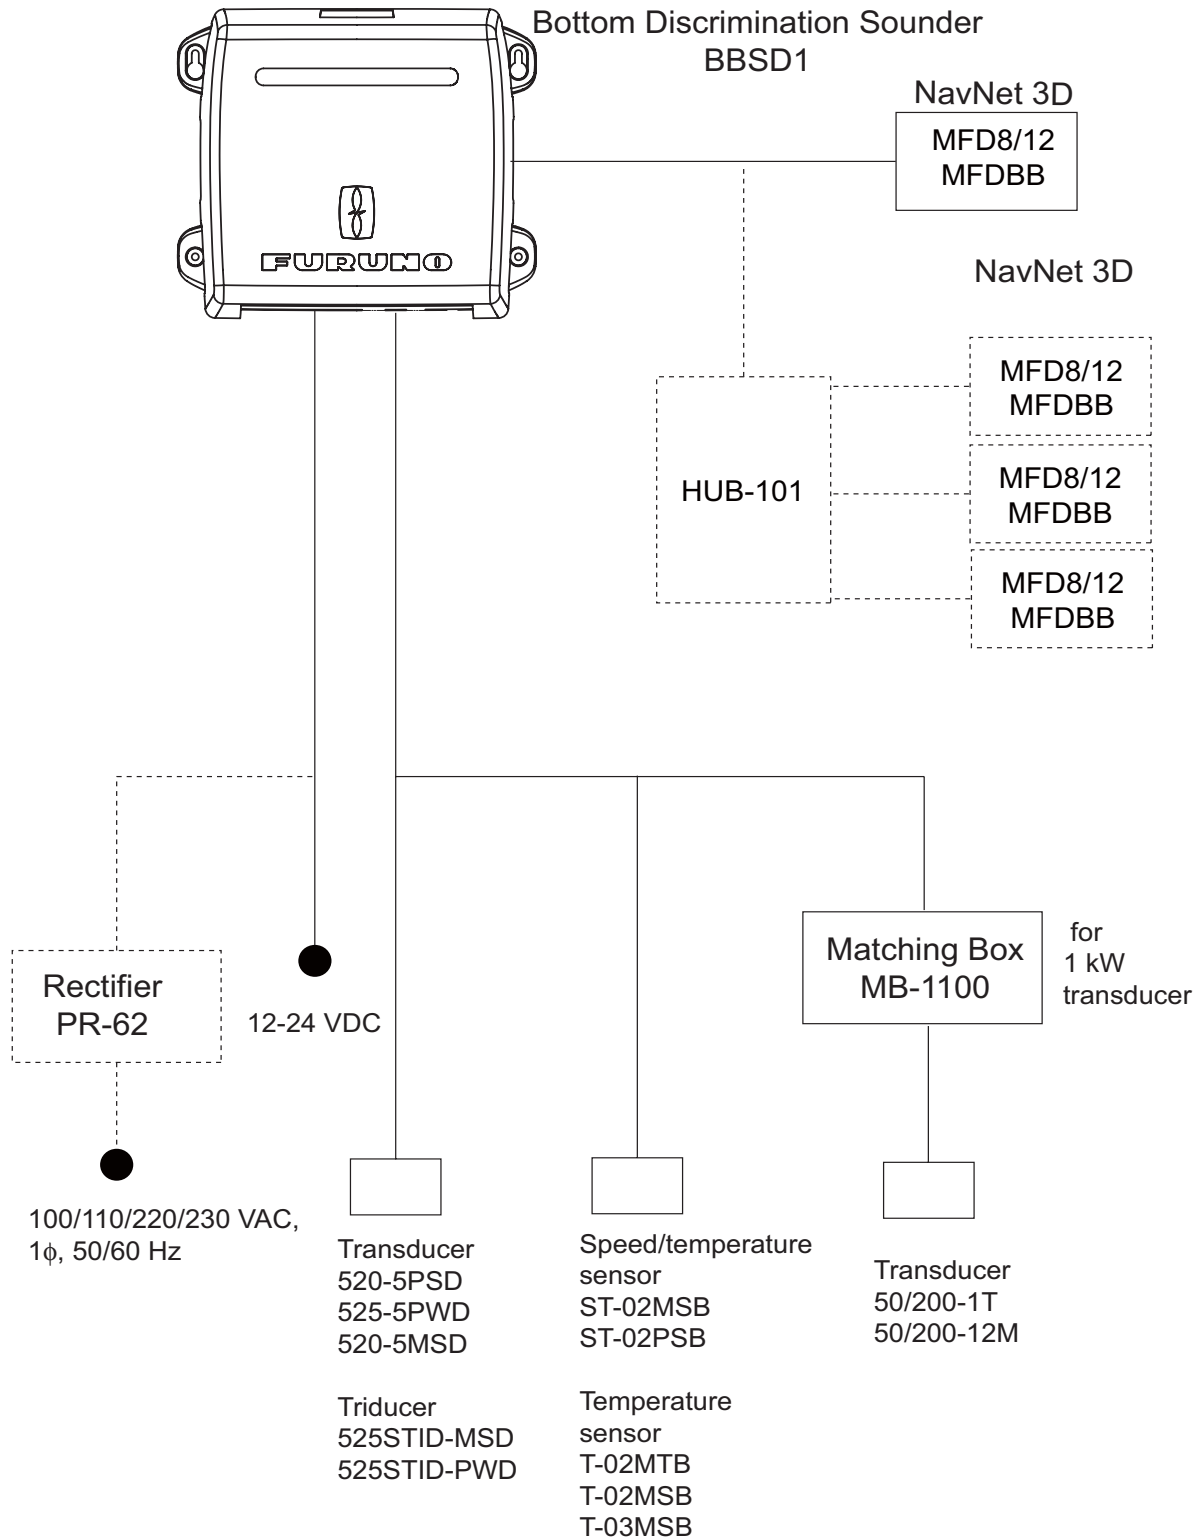 Bottom Discrimination Sounder
BBSD1
FURUNO
NavNet 3D
MFD8/12
MFDBB
NavNet 3D
MFD8/12
MFDBB
HUB-101
MFD8/12
MFDBB
MFD8/12
MFDBB
Rectifier
PR-62
12-24 VDC
Matching Box
MB-1100
for
1 kW
transducer
100/110/220/230 VAC,
1ϕ, 50/60 Hz
Transducer
520-5PSD
525-5PWD
520-5MSD
Triducer
525STID-MSD
525STID-PWD
Speed/temperature
sensor
ST-02MSB
ST-02PSB
Temperature
sensor
T-02MTB
T-02MSB
T-03MSB
Transducer
50/200-1T
50/200-12M